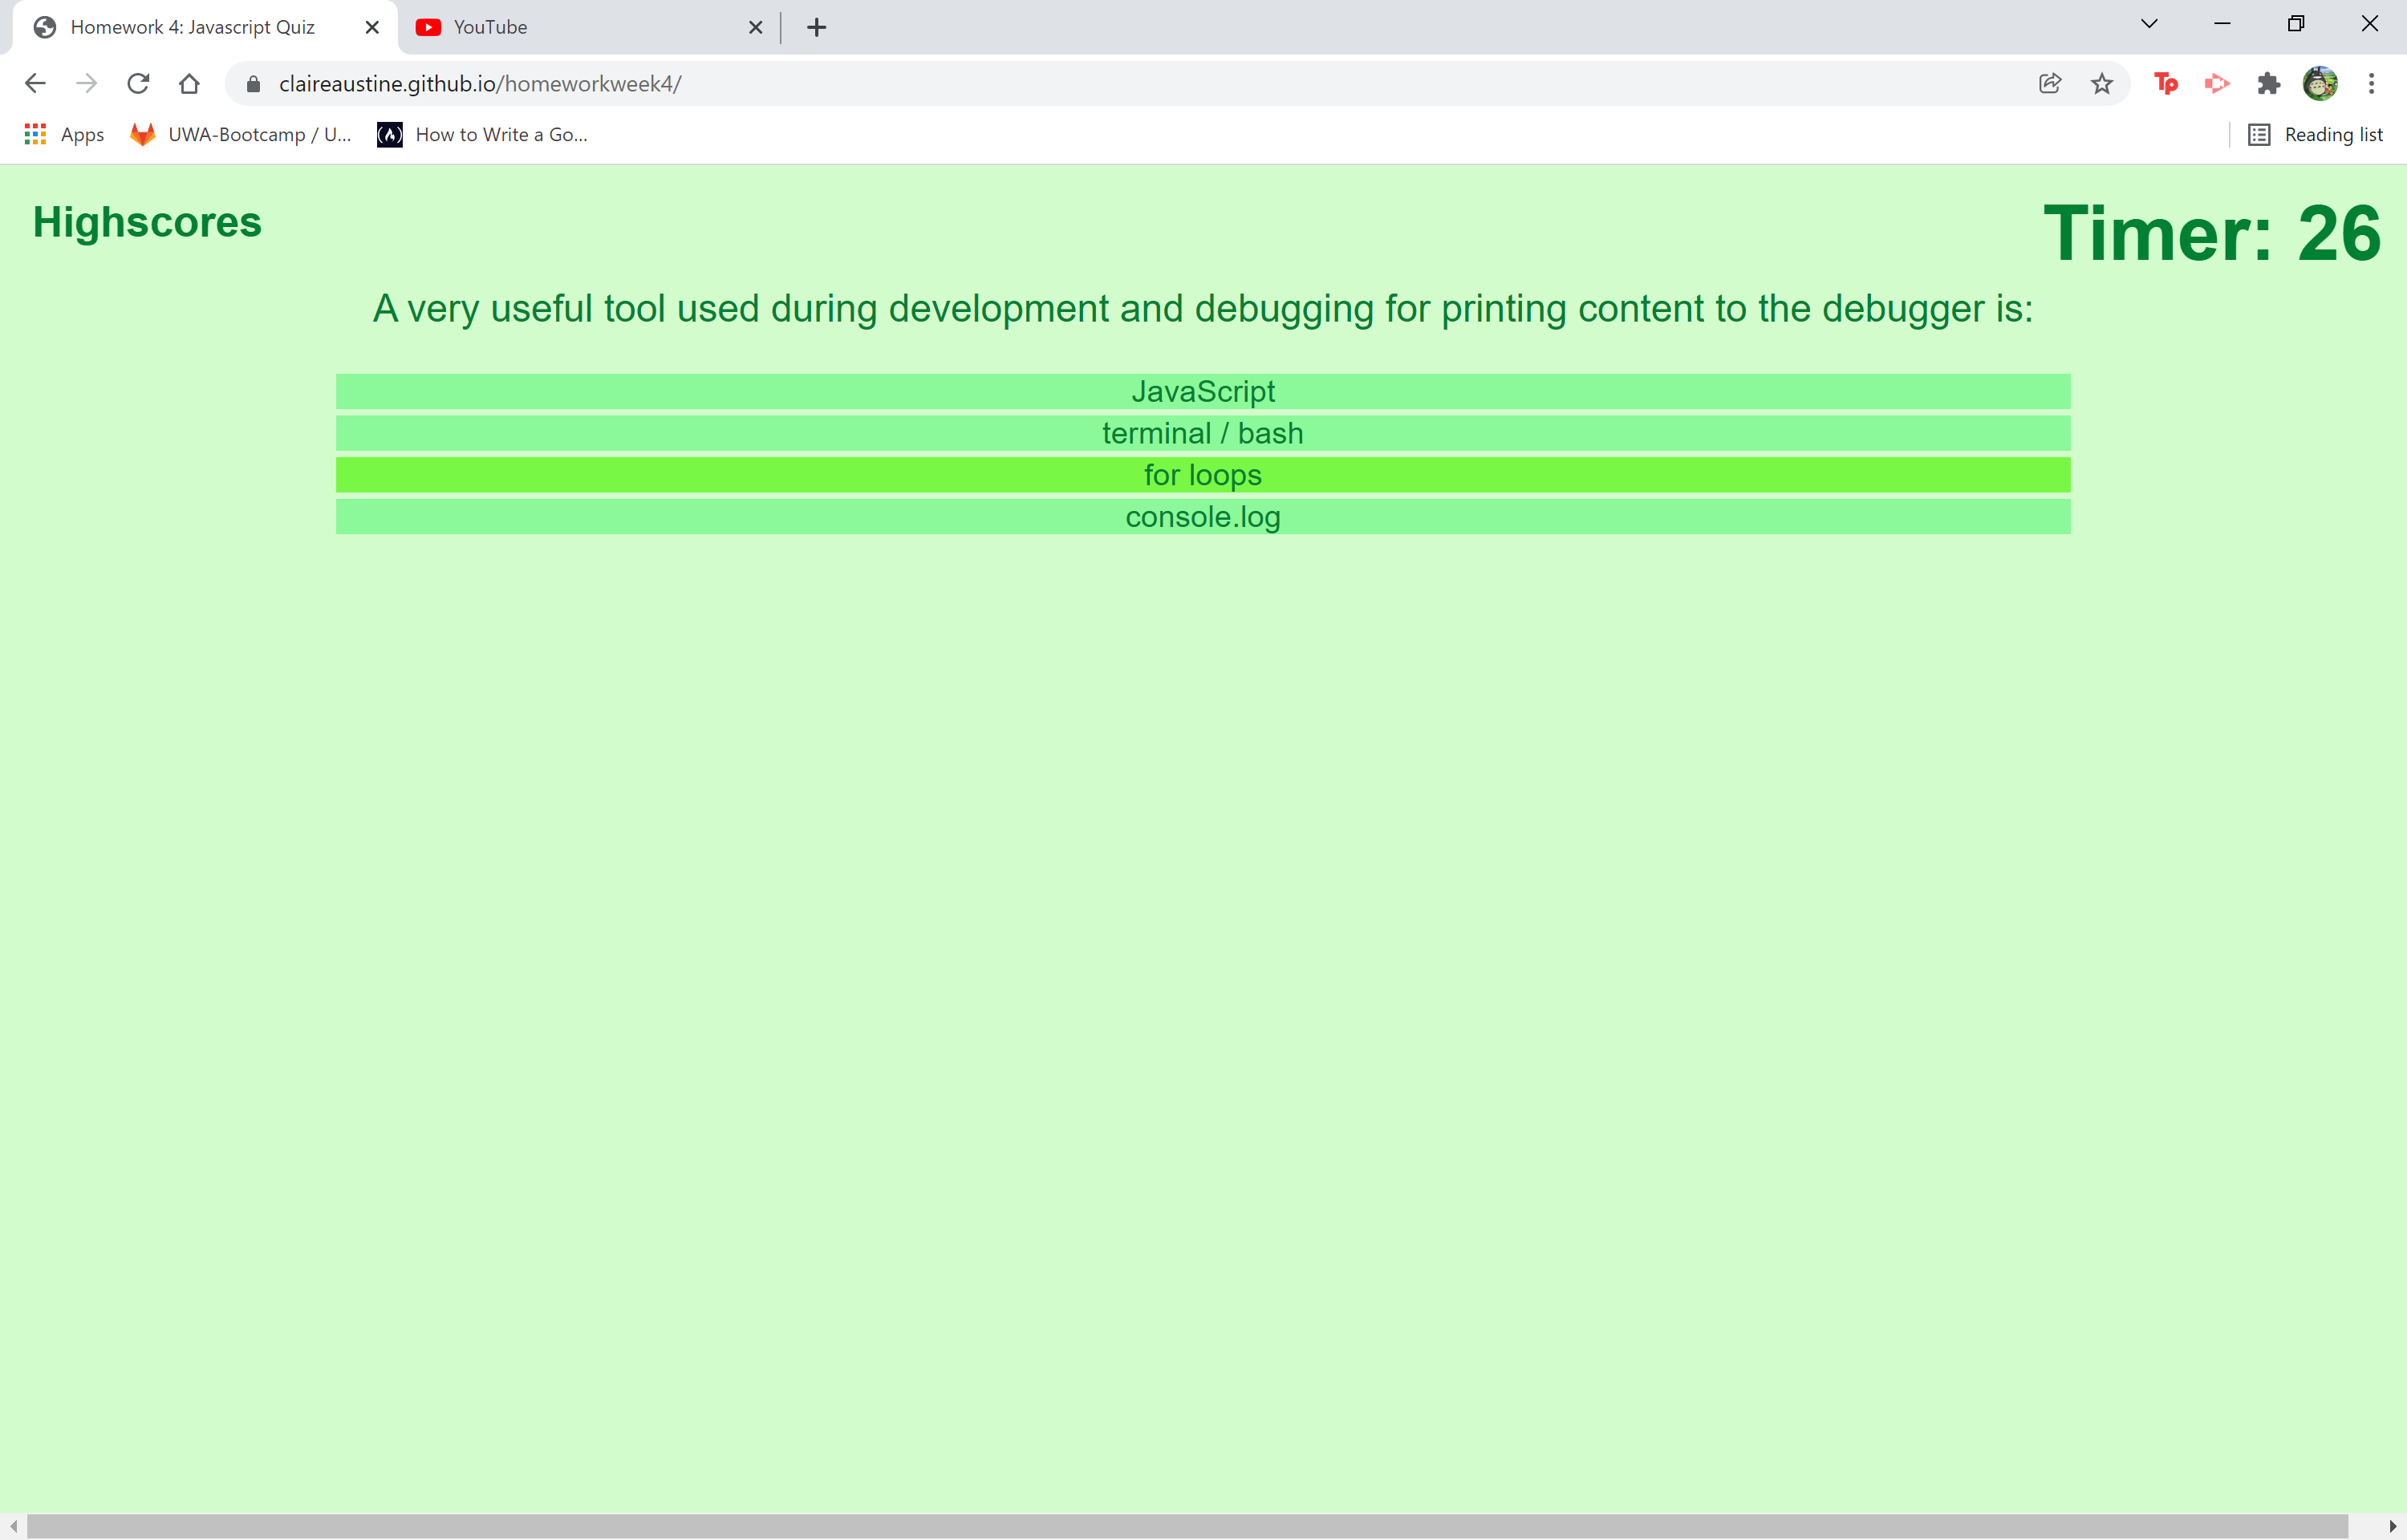 Homework 4: Javascript Quiz
YouTube
claireaustine.github.io/homeworkweek4/
Tp
Apps
UWA-Bootcamp / U...
How to Write a Go...
Reading list
Highscores
Timer: 26
A very useful tool used during development and debugging for printing content to the debugger is:
JavaScript
terminal / bash
for loops
console.log